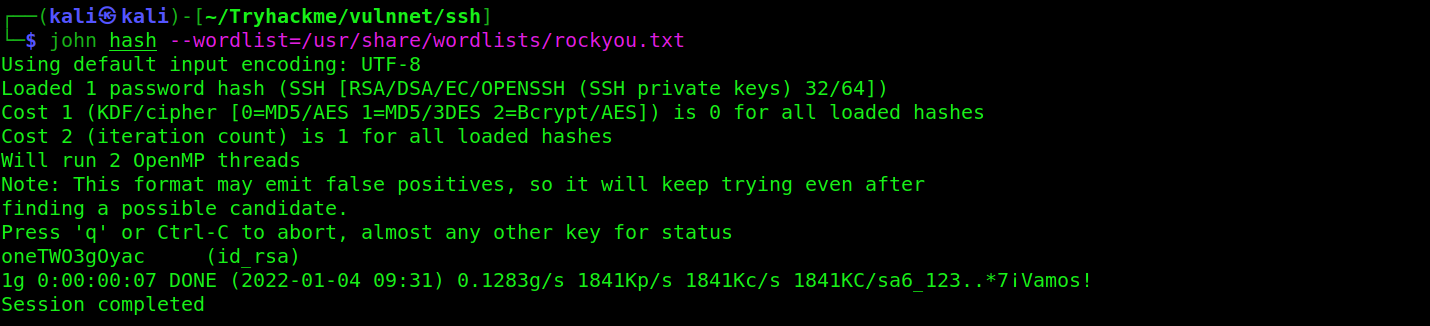 ┌──(kali㉿kali)-[~/Tryhackme/vulnnet/ssh]
└─$ john hash --wordlist=/usr/share/wordlists/rockyou.txt
Using default input encoding: UTF-8
Loaded 1 password hash (SSH [RSA/DSA/EC/OPENSSH (SSH private keys) 32/64])
Cost 1 (KDF/cipher [0=MD5/AES 1=MD5/3DES 2=Bcrypt/AES]) is 0 for all loaded hashes
Cost 2 (iteration count) is 1 for all loaded hashes
Will run 2 OpenMP threads
Note: This format may emit false positives, so it will keep trying even after
finding a possible candidate.
Press 'q' or Ctrl-C to abort, almost any other key for status
oneTWO3gOyac     (id_rsa)
1g 0:00:00:07 DONE (2022-01-04 09:31) 0.1283g/s 1841Kp/s 1841Kc/s 1841KC/sa6_123..*7¡Vamos!
Session completed